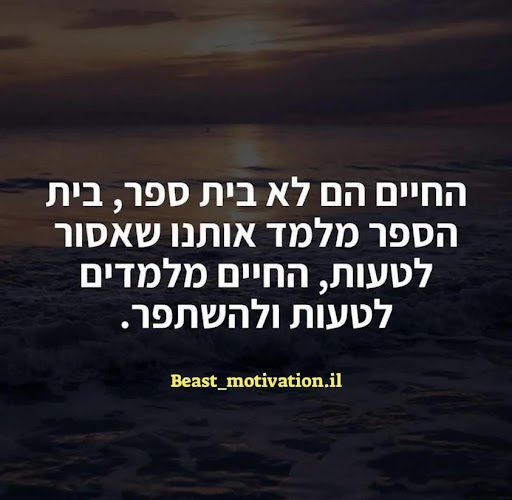 החיים הם לא בית ספר, בית
הספר מלמד אותנו שאסור
לטעות, החיים מלמדים
לטעות ולהשתפר.
Beast_motivation.il